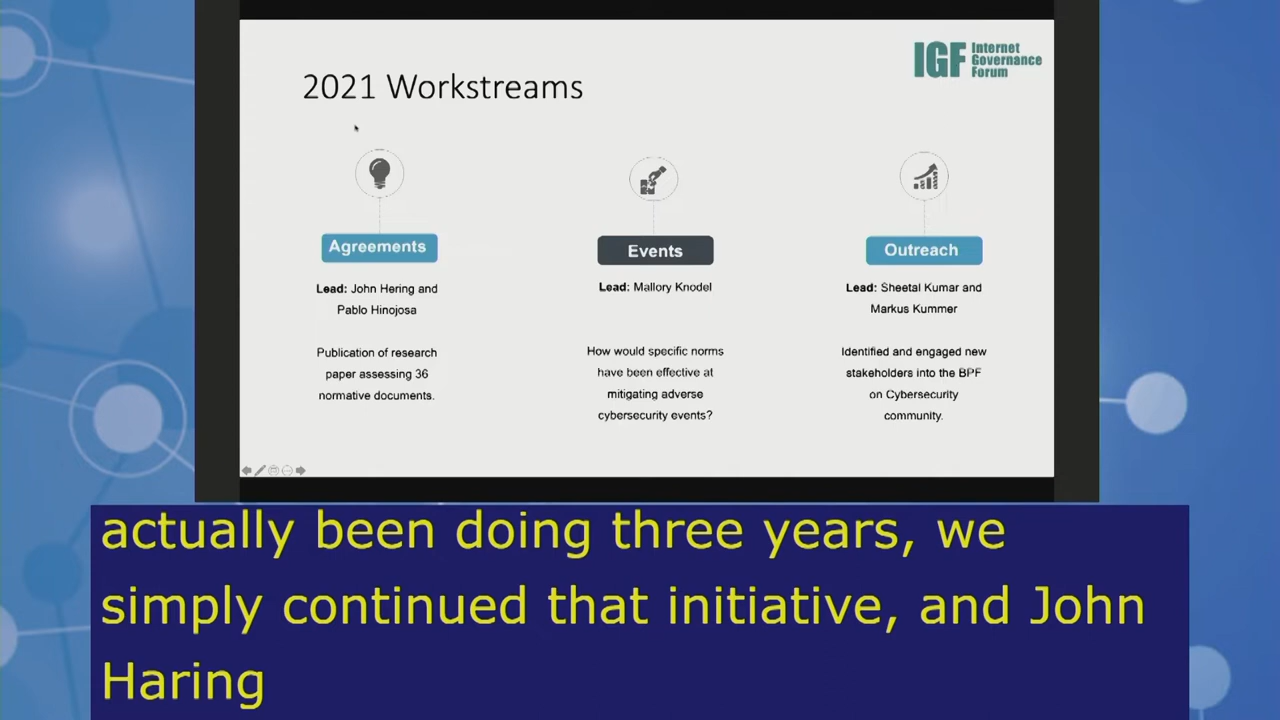 IGF Internet
Governance
Forum
2021 Workstreams
Agreements
Lead: John Hering and
Pablo Hinojosa
Publication of research
paper assessing 36
normative documents.
Events
Lead: Mallory Knodel
How would specific norms
have been effective at
mitigating adverse
cybersecurity events?
Outreach
Lead: Sheetal Kumar and
Markus Kummer
Identified and engaged new
stakeholders into the BPF
on Cybersecurity
community.
actually been doing three years, we
simply continued that initiative, and John
Haring